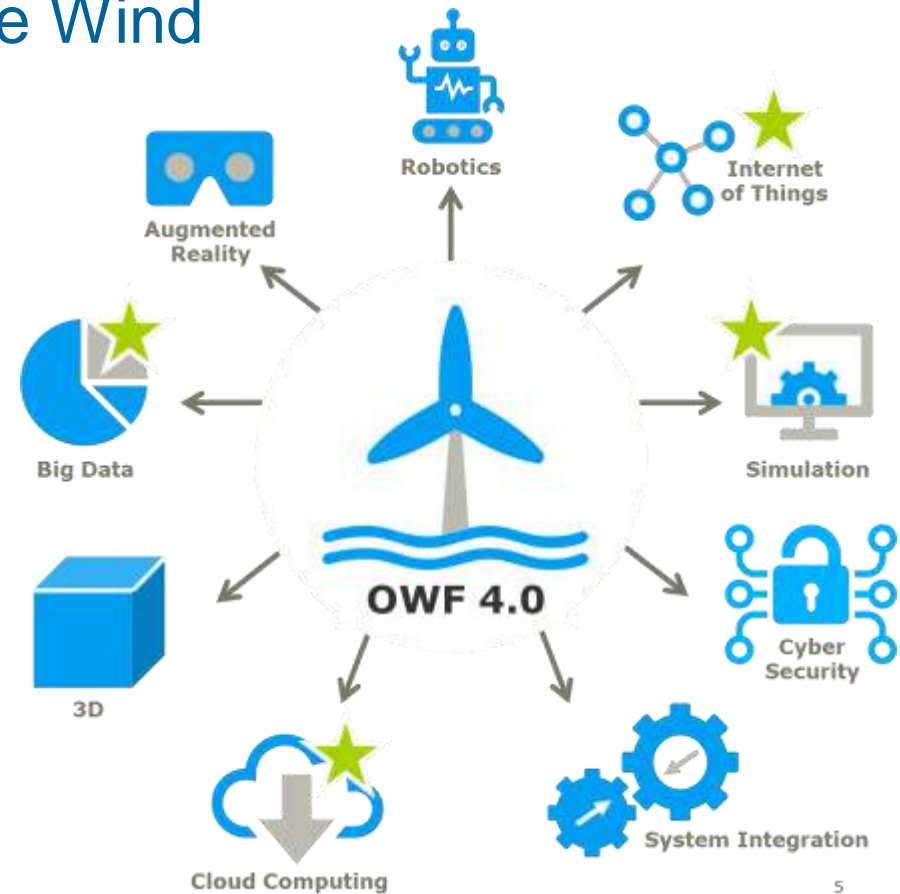 e Wind
Robotics
Internet
of Things
Augmented
Reality
Big Data
Simulation
OWF 4.0
Cyber
Security
3D
System Integration
Cloud Computing
5